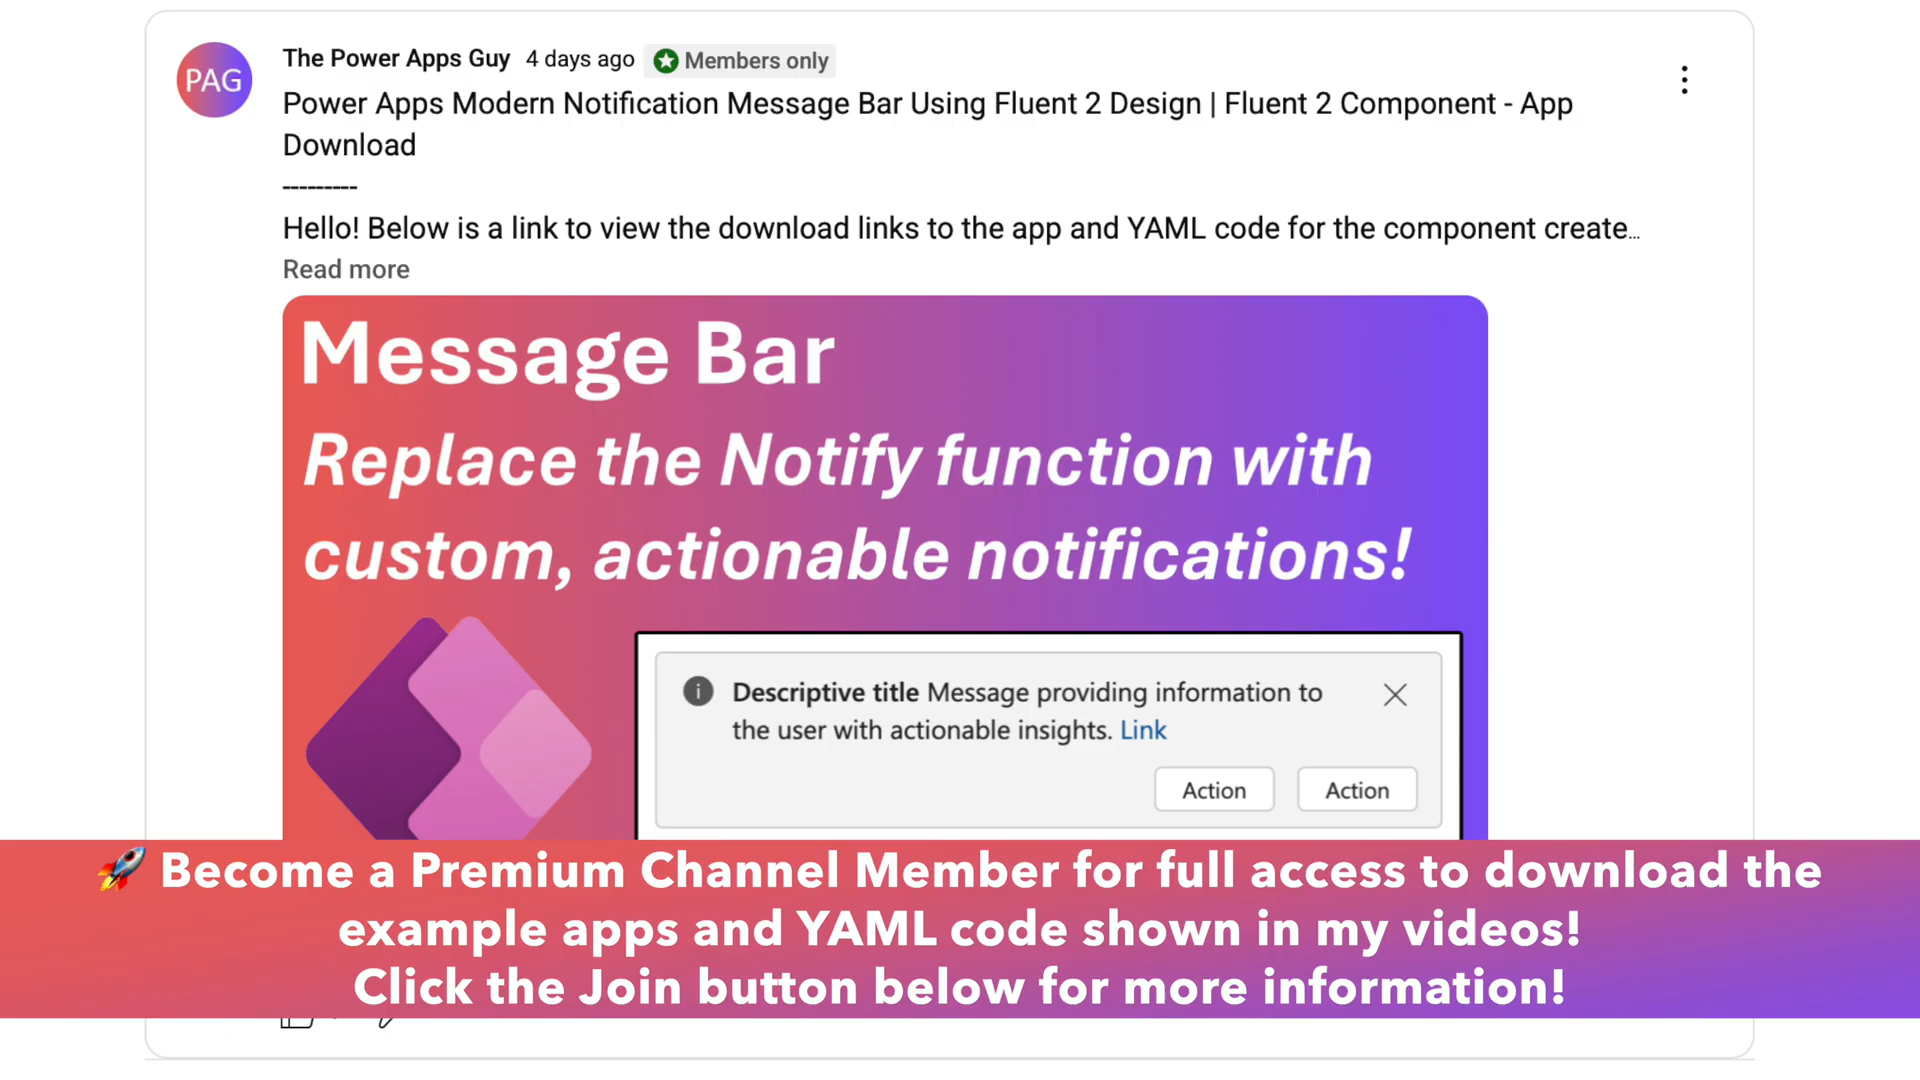 PAG
The Power Apps Guy 4 days ago Members only
Power Apps Modern Notification Message Bar Using Fluent 2 Design | Fluent 2 Component - App
Download
---------
Hello! Below is a link to view the download links to the app and YAML code for the component create...
Read more
Message Bar
Replace the Notify function with
custom, actionable notifications!
Descriptive title Message providing information to
the user with actionable insights. Link
Action Action
🚀 Become a Premium Channel Member for full access to download the
example apps and YAML code shown in my videos!
Click the Join button below for more information!